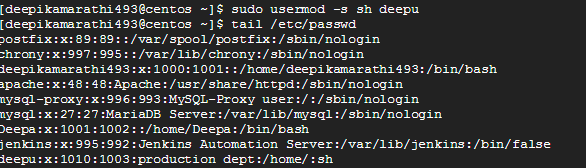 [deepikamarathi493@centos ~]$ sudo usermod -s sh deepu
[deepikamarathi493@centos ~]$ tail /etc/passwd
postfix:x:89:89::/var/spool/postfix:/sbin/nologin
chrony:x:997:995::/var/lib/chrony:/sbin/nologin
deepikamarathi493:x:1000:1001::/home/deepikamarathi493:/bin/bash
apache:x:48:48:Apache:/usr/share/httpd:/sbin/nologin
mysql-proxy:x:996:993:MySQL-Proxy user:/:/sbin/nologin
mysql:x:27:27:MariaDB Server:/var/lib/mysql:/sbin/nologin
Deepa:x:1001:1002::/home/Deepa:/bin/bash
jenkins:x:995:992:Jenkins Automation Server:/var/lib/jenkins:/bin/false
deepu:x:1010:1003:production dept:/home/:sh